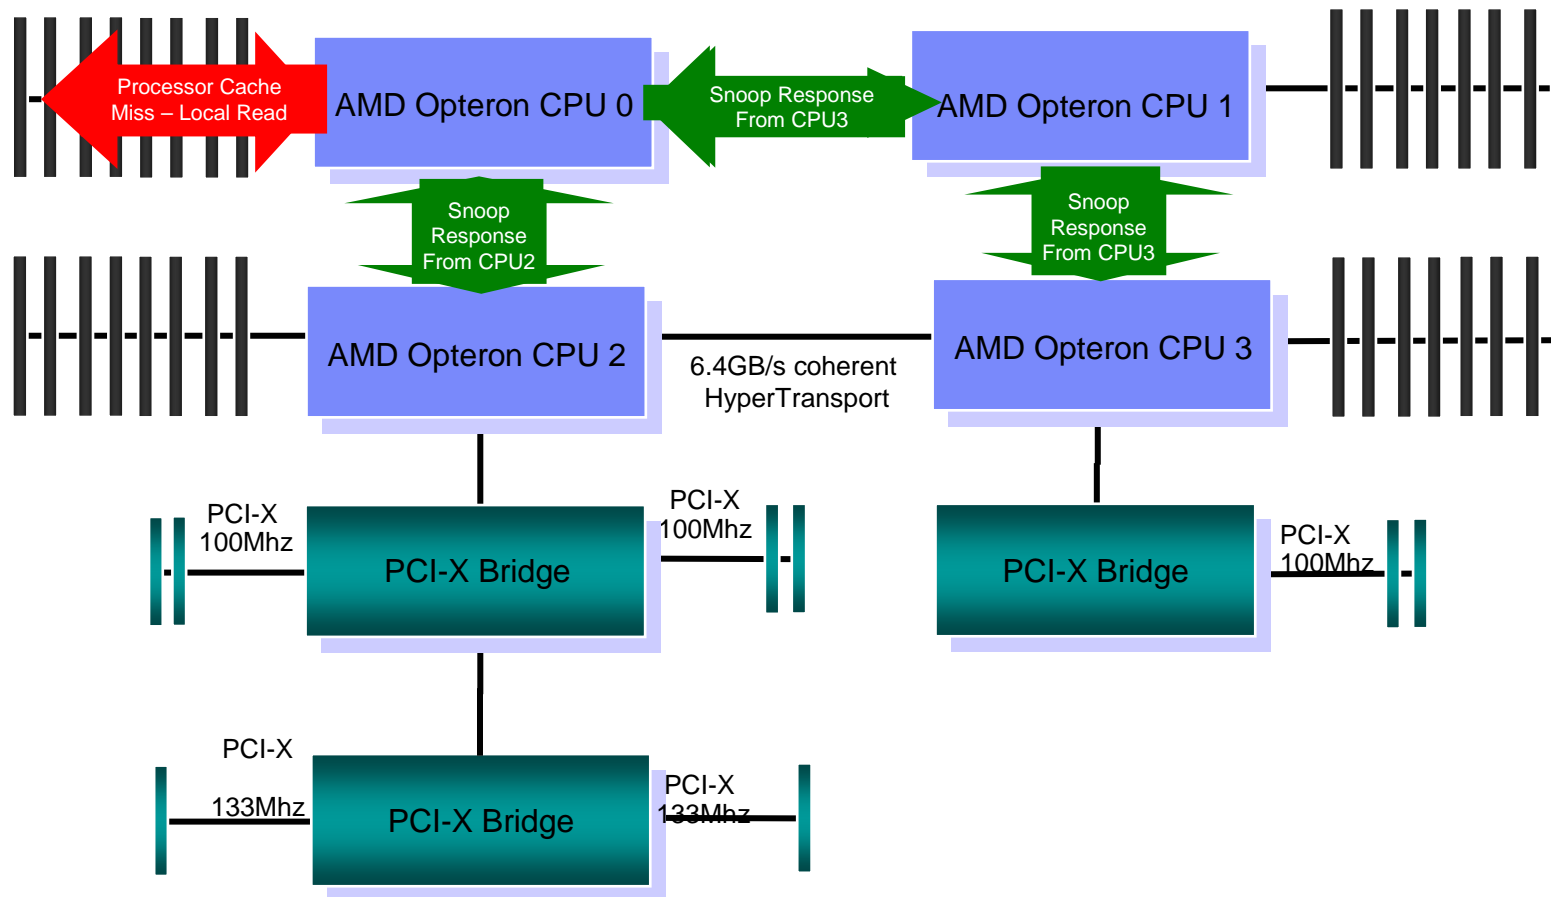 Processor Cache
Miss – Local Read
AMD Opteron CPU 0
Snoop Response
From CPU3
AMD Opteron CPU 1
Snoop
Response
From CPU2
Snoop
Response
From CPU3
AMD Opteron CPU 2
6.4GB/s coherent
HyperTransport
AMD Opteron CPU 3
PCI-X
100Mhz
PCI-X Bridge
PCI-X
100Mhz
PCI-X Bridge
PCI-X
100Mhz
PCI-X
133Mhz
PCI-X Bridge
PCI-X
133Mhz